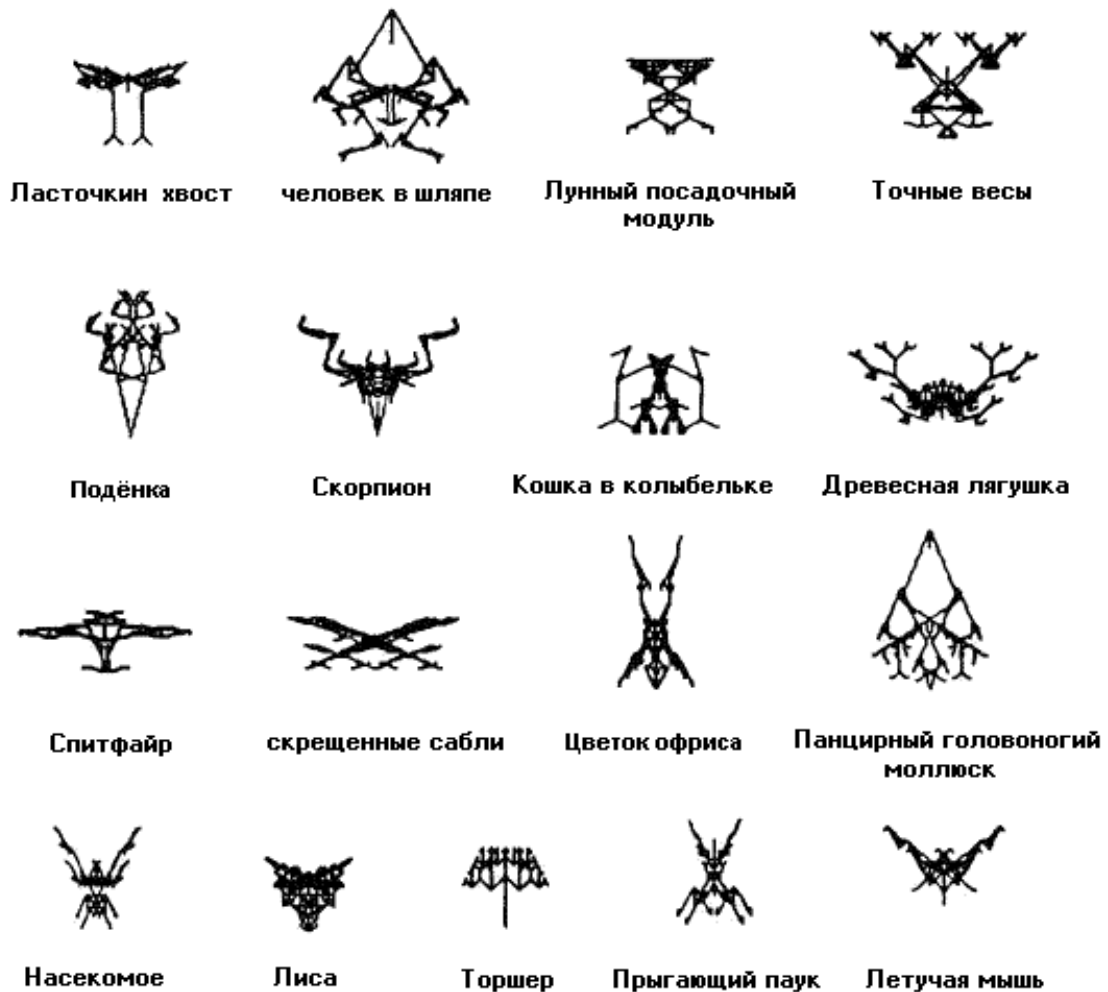 Ласточкин хвост
человек в шляпе
Лунный посадочный
модуль
Точные весы
Подёнка
Скорпион
Кошка в колыбельке
Древесная лягушка
Спитфайр
скрещенные сабли
Цветок офриса
Панцирный головоногий
моллюск
Насекомое
Лиса
Торшер
Прыгающий паук
Летучая мышь